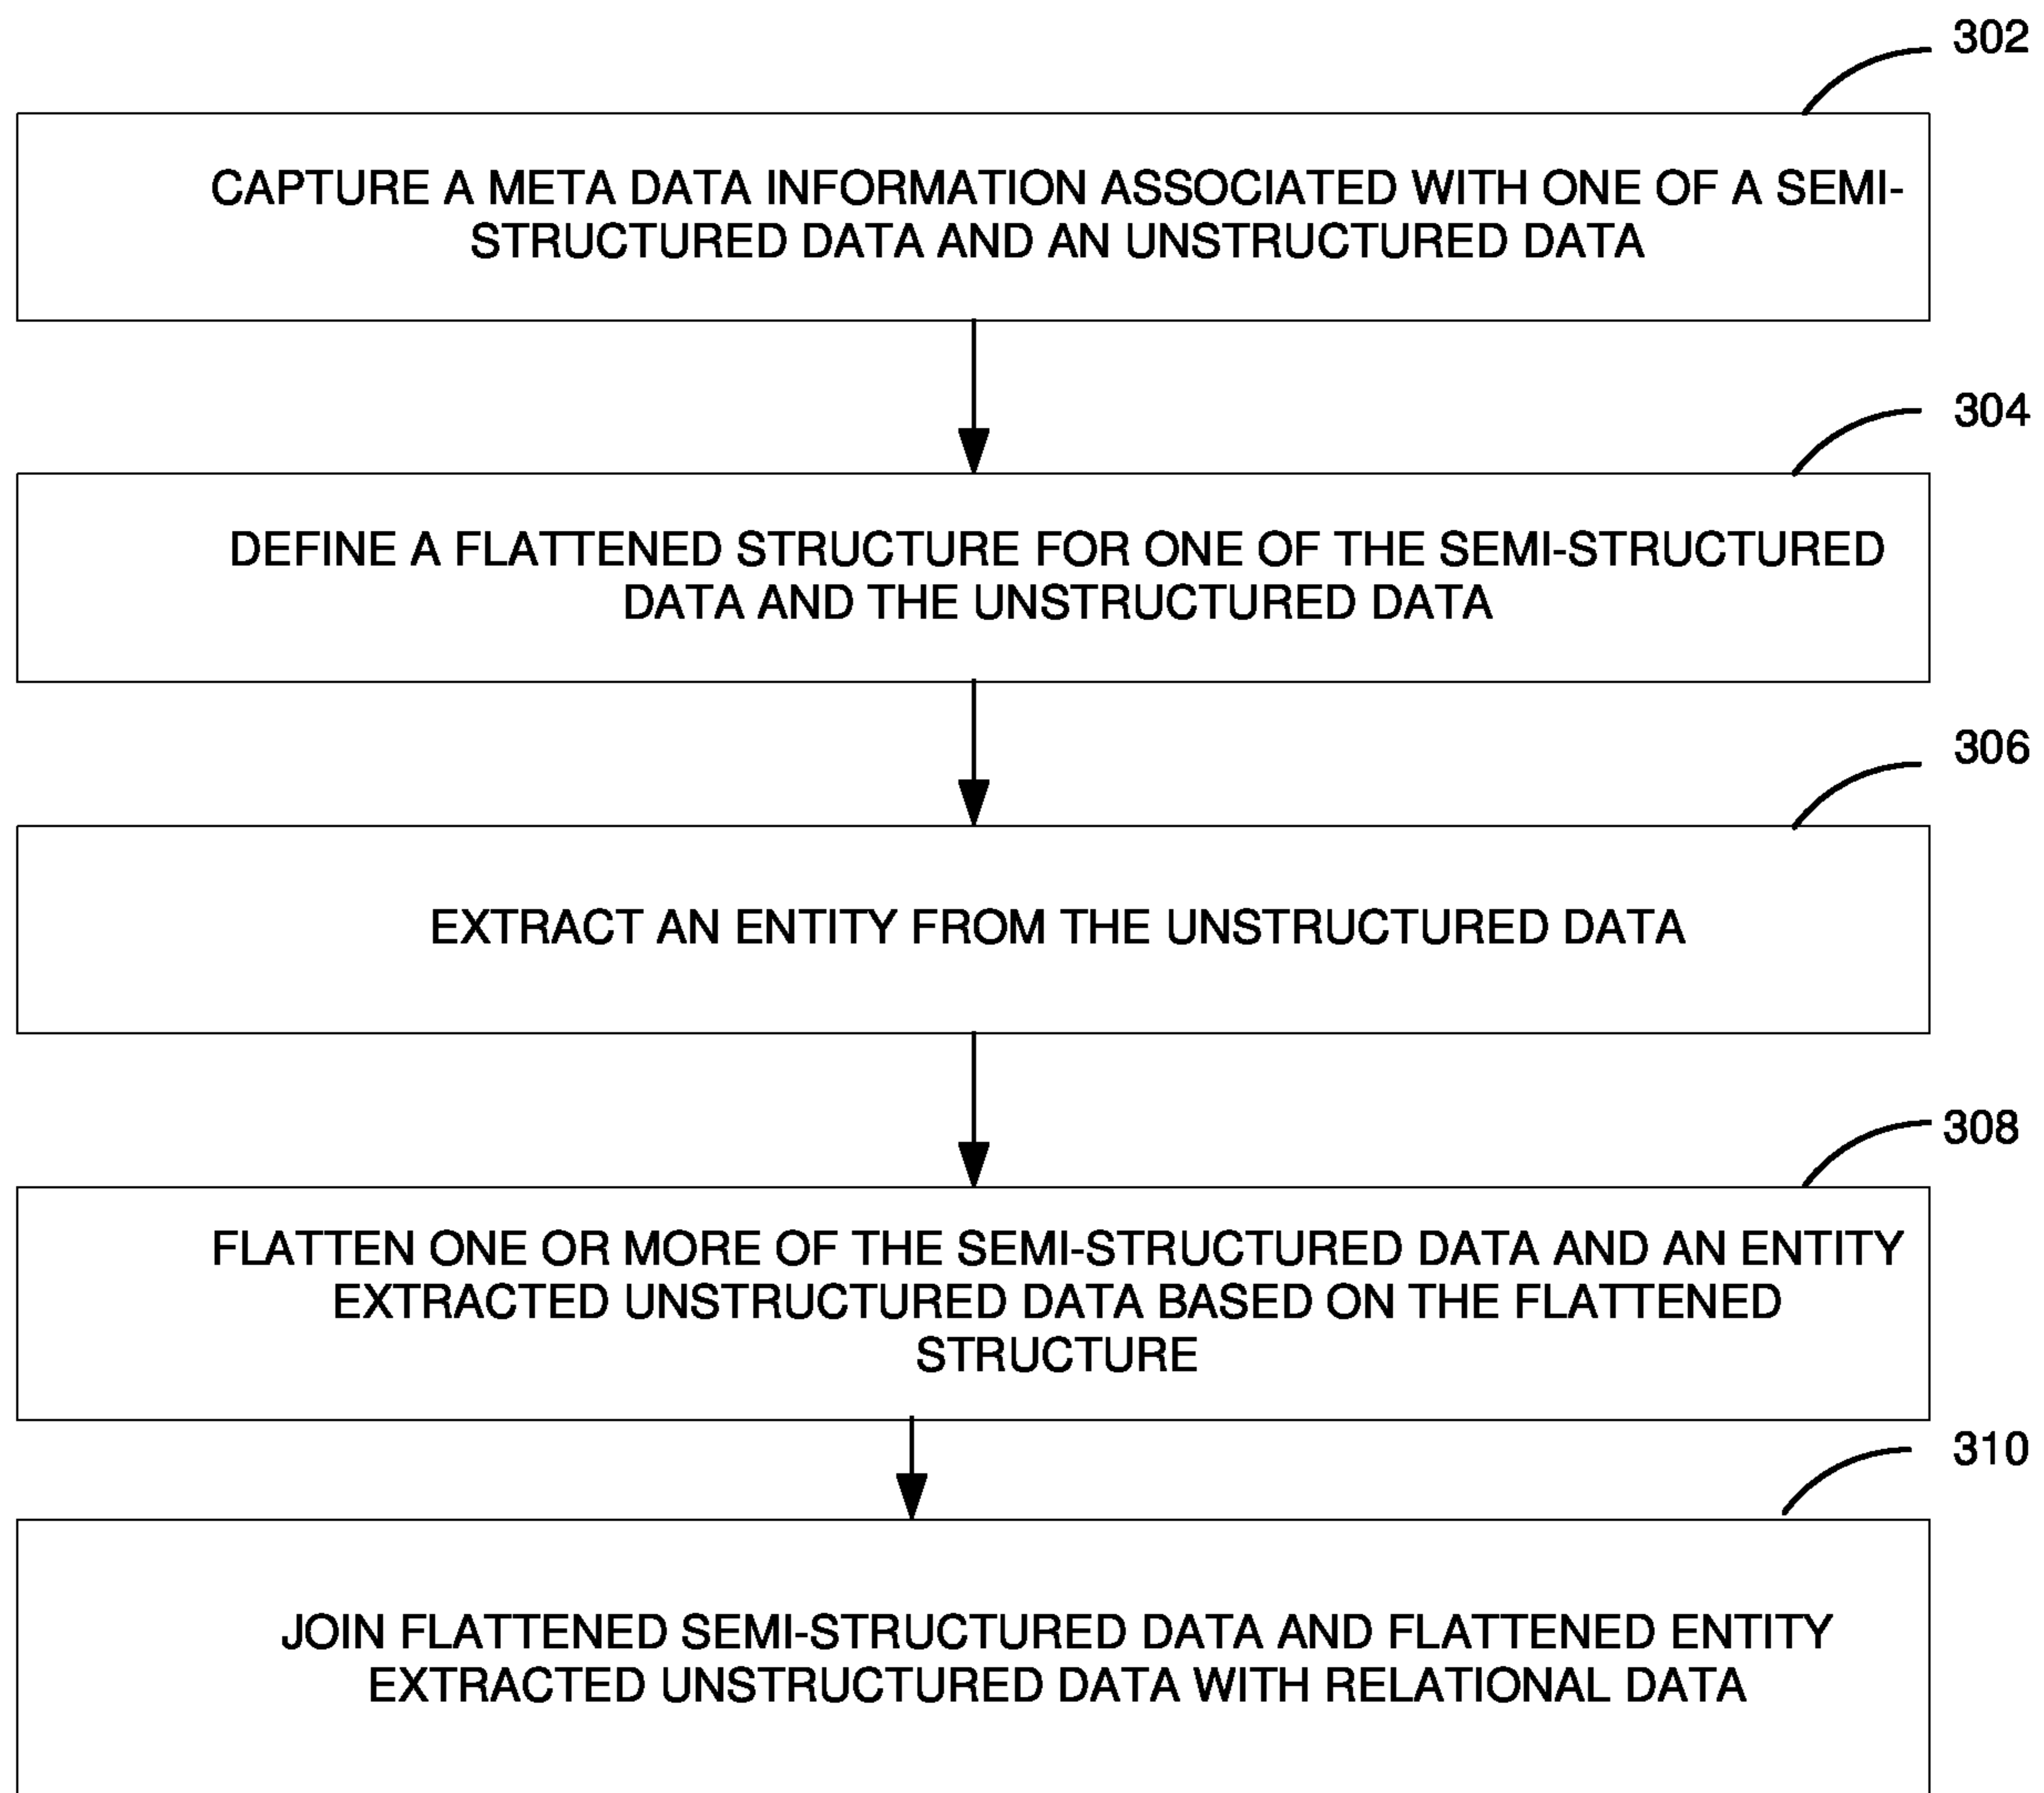 302
CAPTURE A META DATA INFORMATION ASSOCIATED WITH ONE OF A SEMI-
STRUCTURED DATA AND AN UNSTRUCTURED DATA
304
DEFINE A FLATTENED STRUCTURE FOR ONE OF THE SEMI-STRUCTURED
DATA AND THE UNSTRUCTURED DATA
306
EXTRACT AN ENTITY FROM THE UNSTRUCTURED DATA
308
FLATTEN ONE OR MORE OF THE SEMI-STRUCTURED DATA AND AN ENTITY
EXTRACTED UNSTRUCTURED DATA BASED ON THE FLATTENED
STRUCTURE
310
JOIN FLATTENED SEMI-STRUCTURED DATA AND FLATTENED ENTITY
EXTRACTED UNSTRUCTURED DATA WITH RELATIONAL DATA